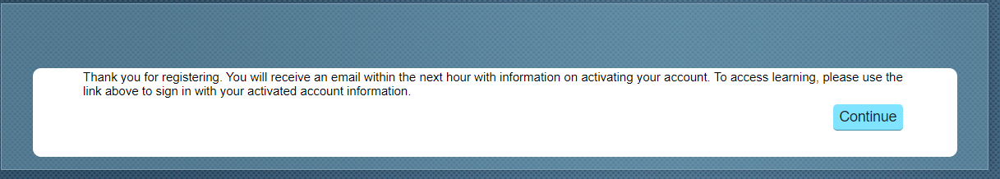 Thank you for registering. You will receive an email within the next hour with information on activating your account. To access learning, please use the
link above to sign in with your activated account information.
Continue